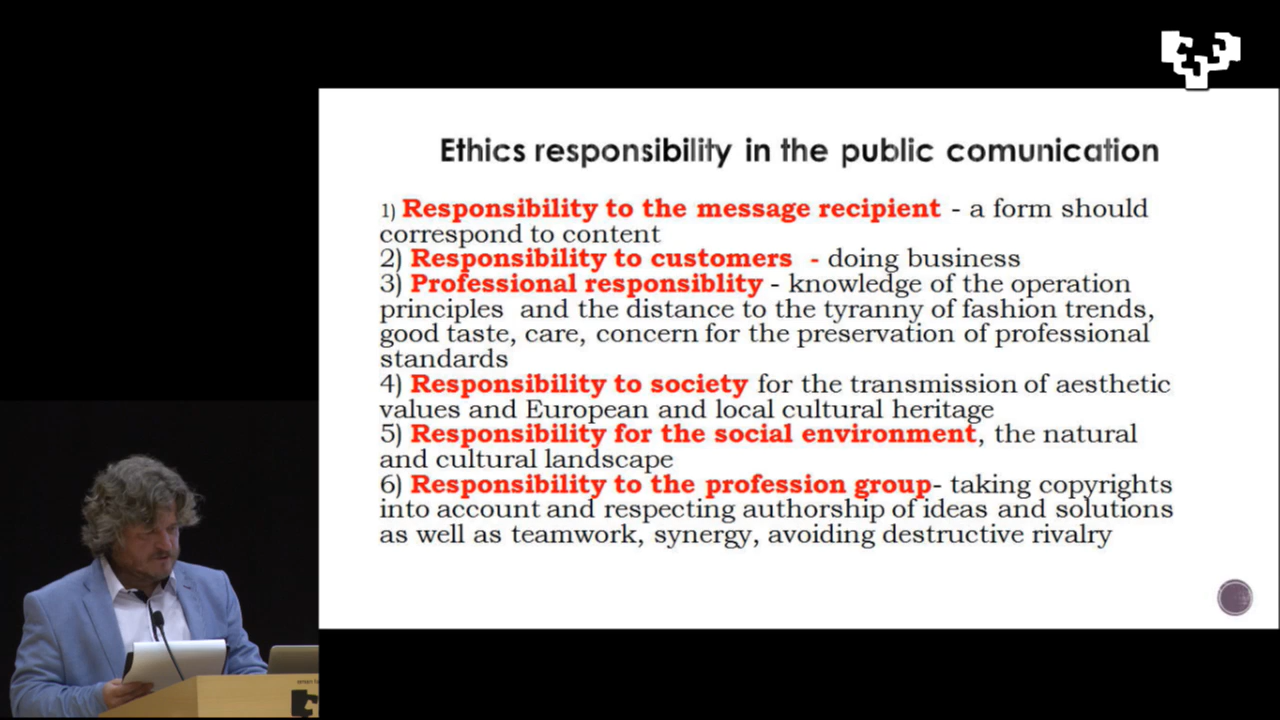 Ethics responsibility in the public comunication
1) Responsibility to the message recipient - a form should
correspond to content
2) Responsibility to customers - doing business
3) Professional responsiblity - knowledge of the operation
principles and the distance to the tyranny of fashion trends,
good taste, care, concern for the preservation of professional
standards
4) Responsibility to society for the transmission of aesthetic
values and European and local cultural heritage
5) Responsibility for the social environment, the natural
and cultural landscape
6) Responsibility to the profession group- taking copyrights
into account and respecting authorship of ideas and solutions
as well as teamwork, synergy, avoiding destructive rivalry